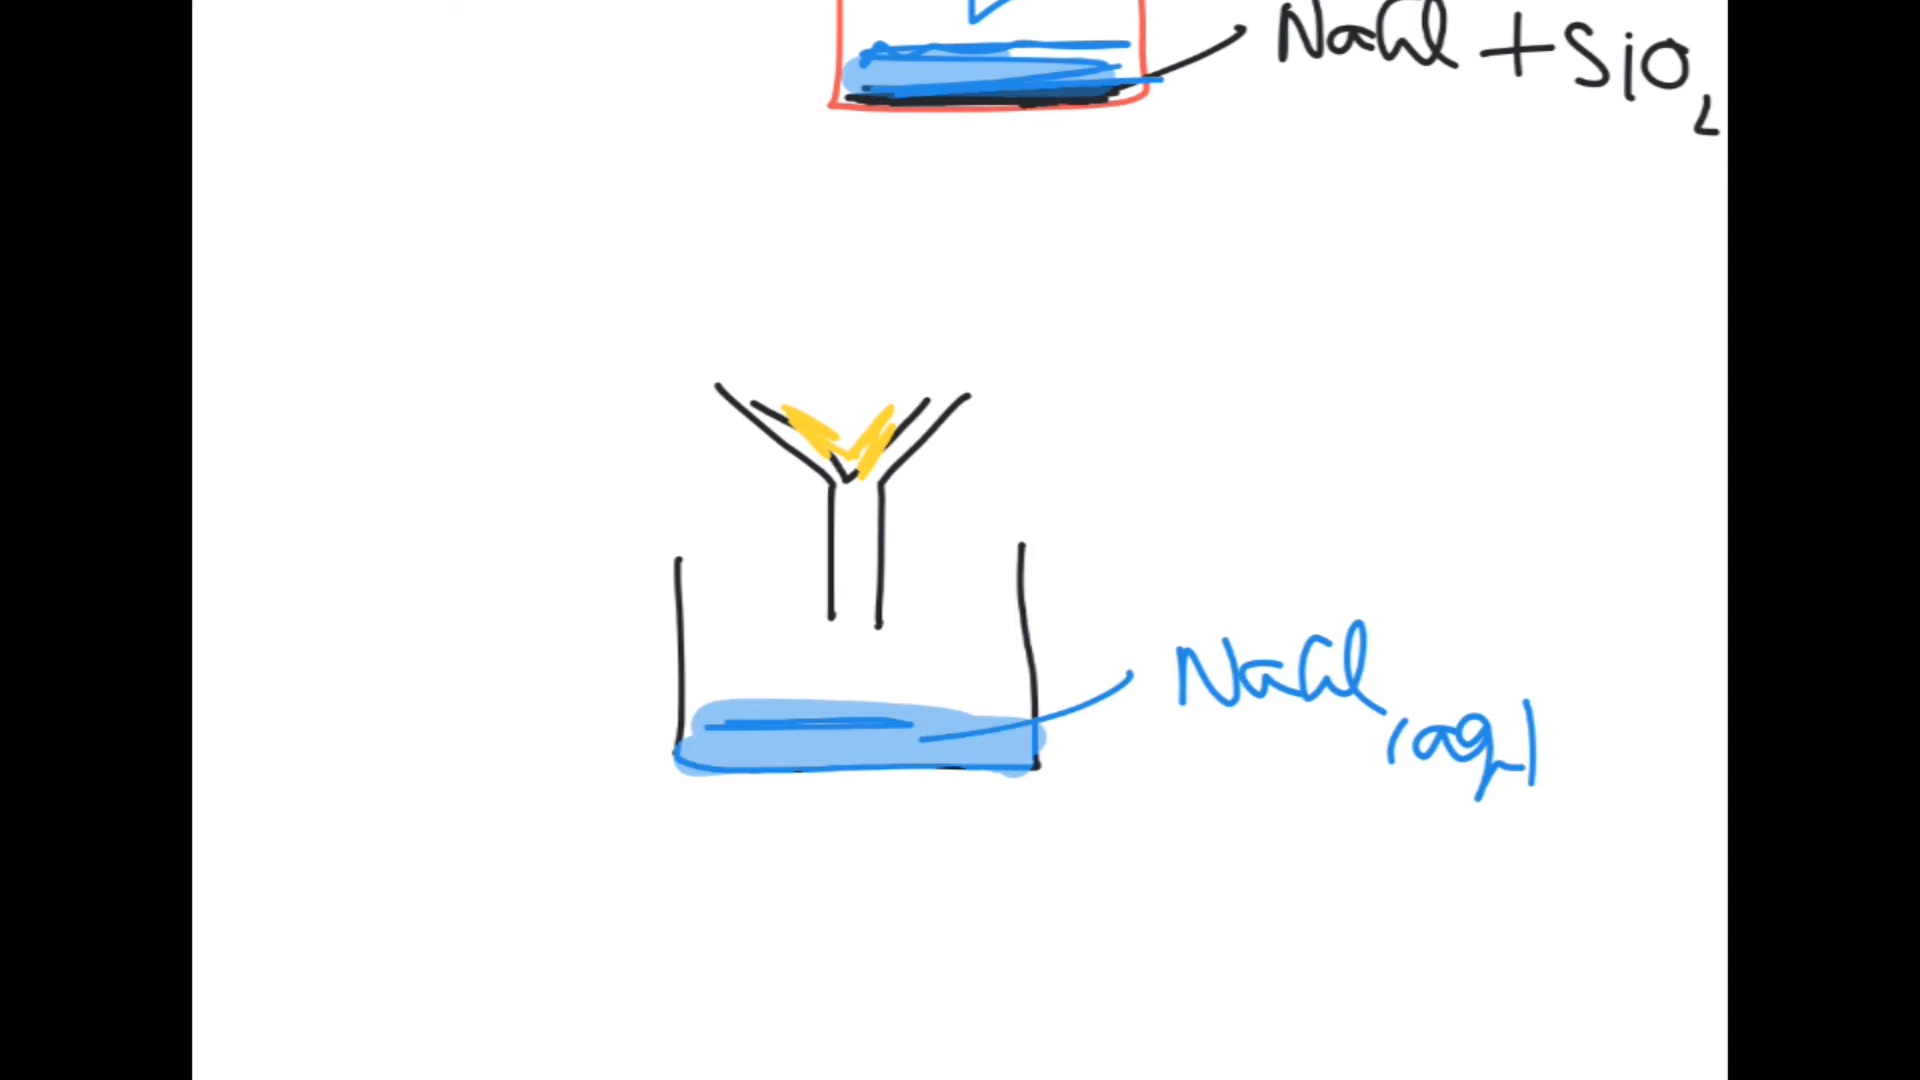 NaCl + SiO₂
NaCl (aq)